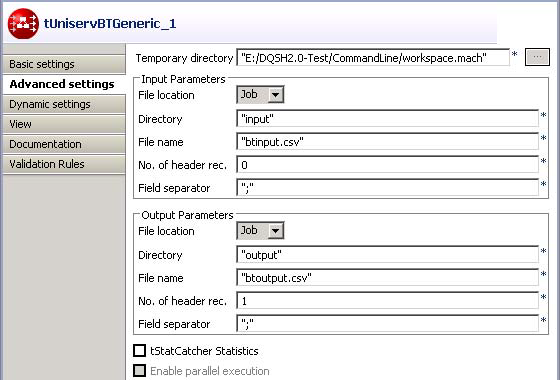 tUniservBTGeneric_1
Basic settings
Advanced settings
Dynamic settings
View
Documentation
Validation Rules
Temporary directory "E:/DQSH2.0-Test/CommandLine/workspace.mach" * ...
Input Parameters
File location Job
Directory "input" *
File name "btinput.csv" *
No. of header rec. 0 *
Field separator ";" *
Output Parameters
File location Job
Directory "output" *
File name "btoutput.csv" *
No. of header rec. 1 *
Field separator ";" *
tStatCatcher Statistics
Enable parallel execution